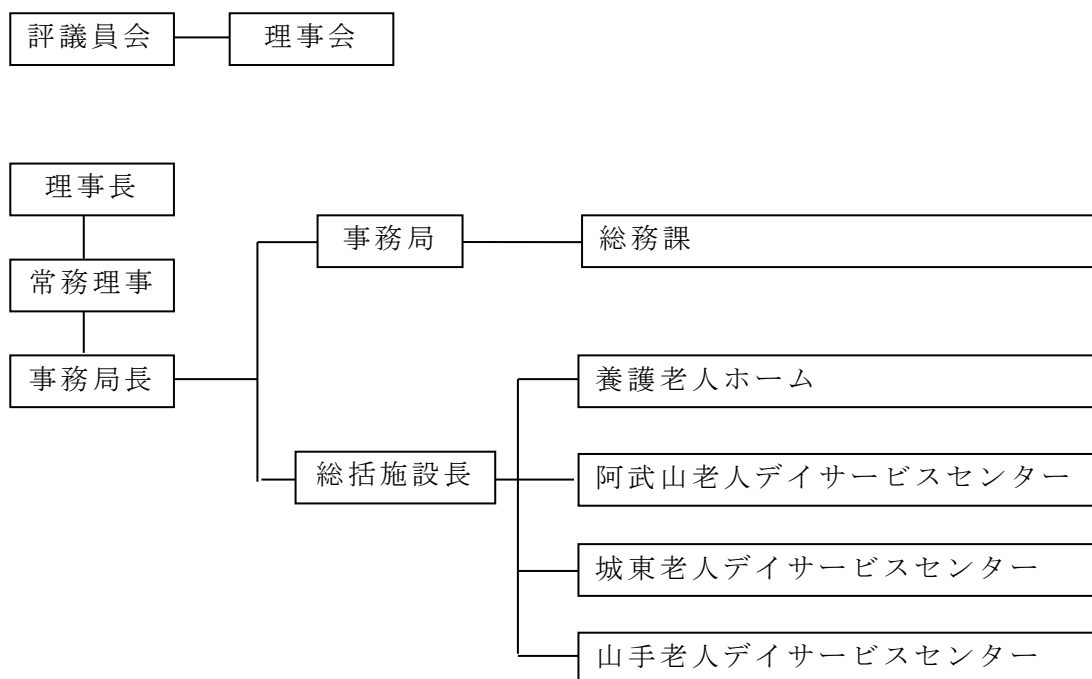 評議員会
理事会
理事長
常務理事
事務局長
事務局
総務課
総括施設長
養護老人ホーム
阿武山老人デイサービスセンター
城東老人デイサービスセンター
山手老人デイサービスセンター